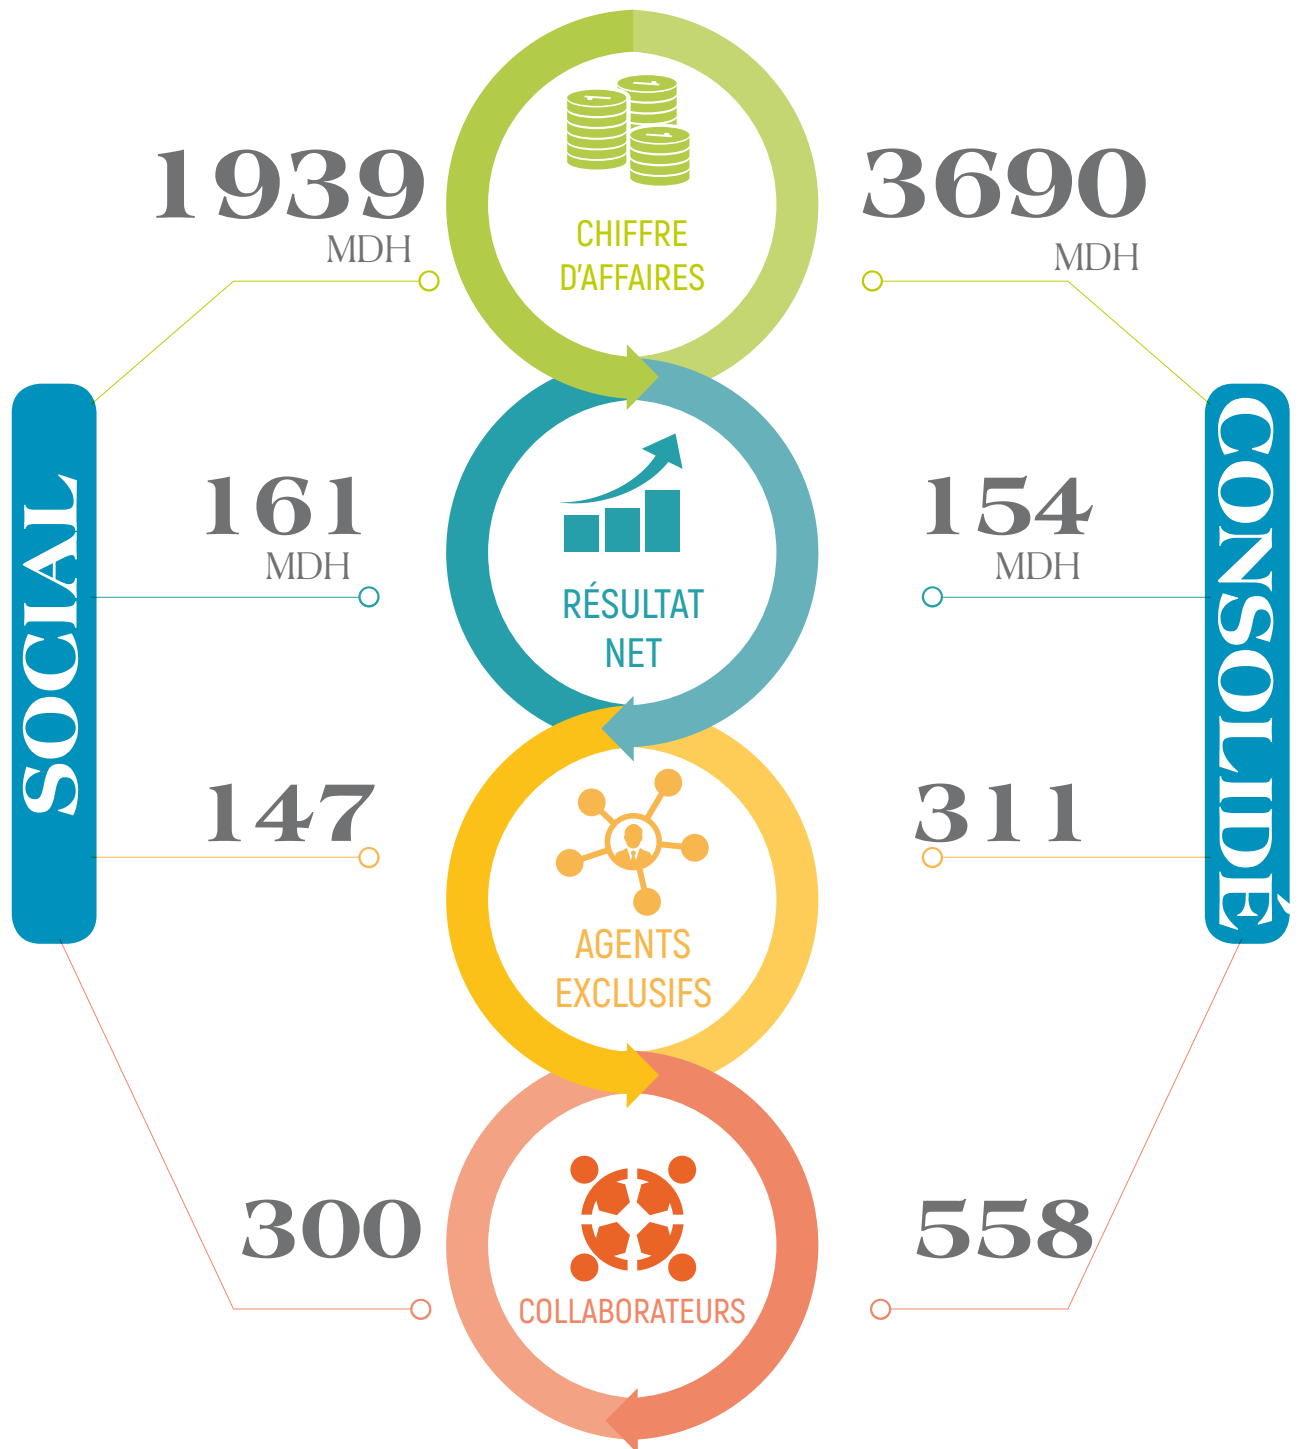 1939
MDH
CHIFFRE
D'AFFAIRES
3690
MDH
SOCIAL
CONSOLIDÉ
161
MDH
RÉSULTAT
NET
154
MDH
147
AGENTS
EXCLUSIFS
311
300
COLLABORATEURS
558